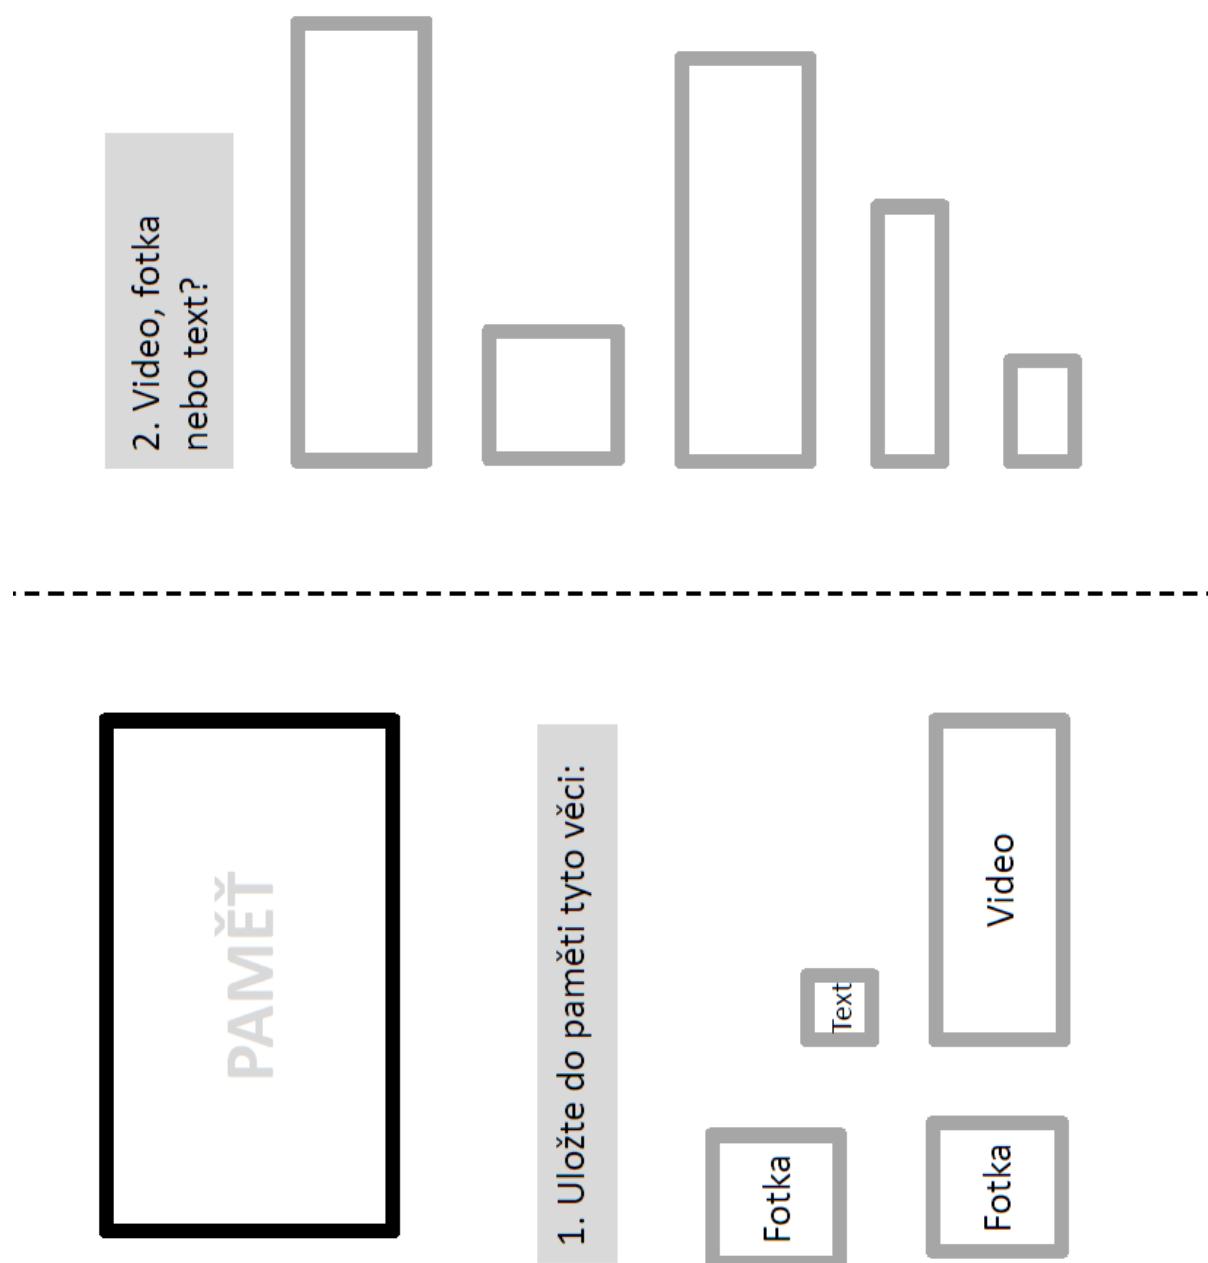 PAMĚŤ
1. Uložte do paměti tyto věci:
Fotka
Text
Fotka
Video
2. Video, fotka
nebo text?